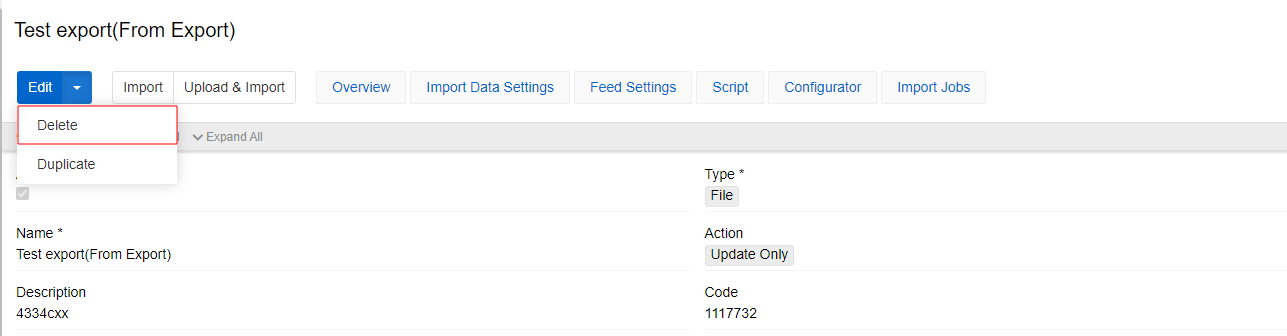 Test export(From Export)
Edit Import Upload & Import Overview Import Data Settings Feed Settings Script Configurator Import Jobs
Delete
Expand All
Duplicate
Type *
File
Name *
Test export(From Export)
Action
Update Only
Description
4334cxx
Code
1117732